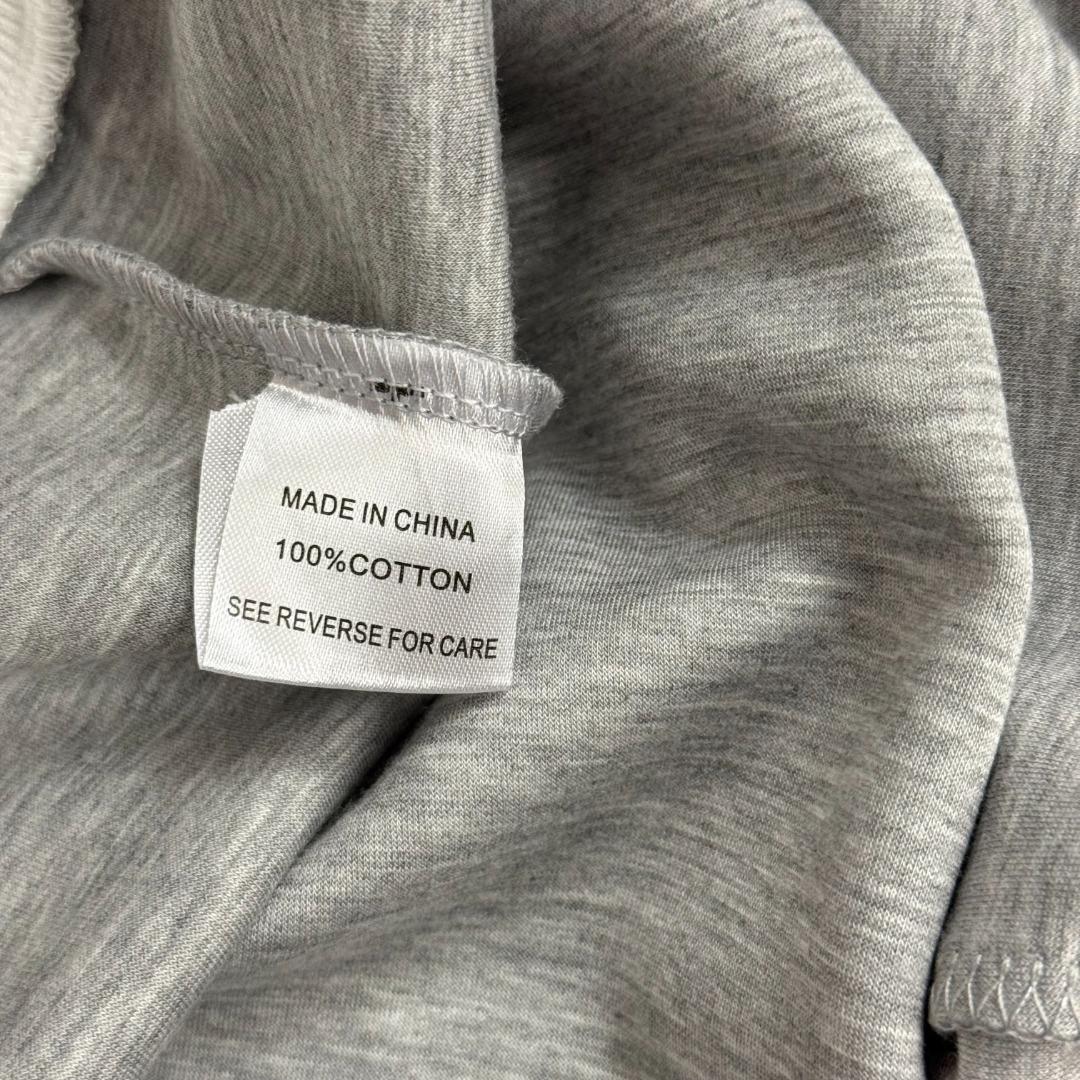 MADE IN CHINA
100%COTTON
SEE REVERSE FOR CARE